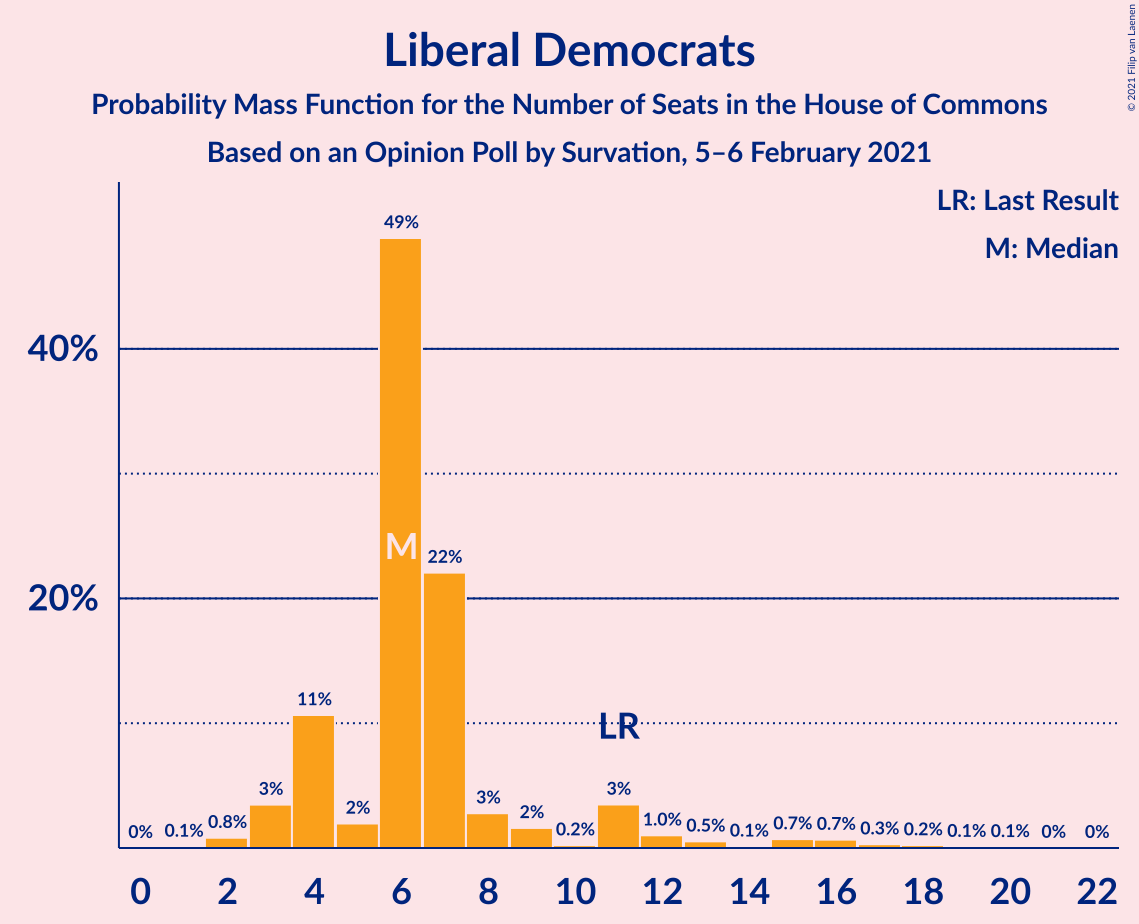 Liberal Democrats
Probability Mass Function for the Number of Seats in the House of Commons
Based on an Opinion Poll by Survation, 5–6 February 2021
© 2021 Filip van Laenen
LR: Last Result
M: Median
40%
20%
0%
0.1%
0.8%
3%
11%
2%
49%
M
22%
3%
2%
0.2%
LR
3%
1.0%
0.5%
0.1%
0.7%
0.7%
0.3%
0.2%
0.1%
0.1%
0%
0%
0 2 4 6 8 10 12 14 16 18 20 22